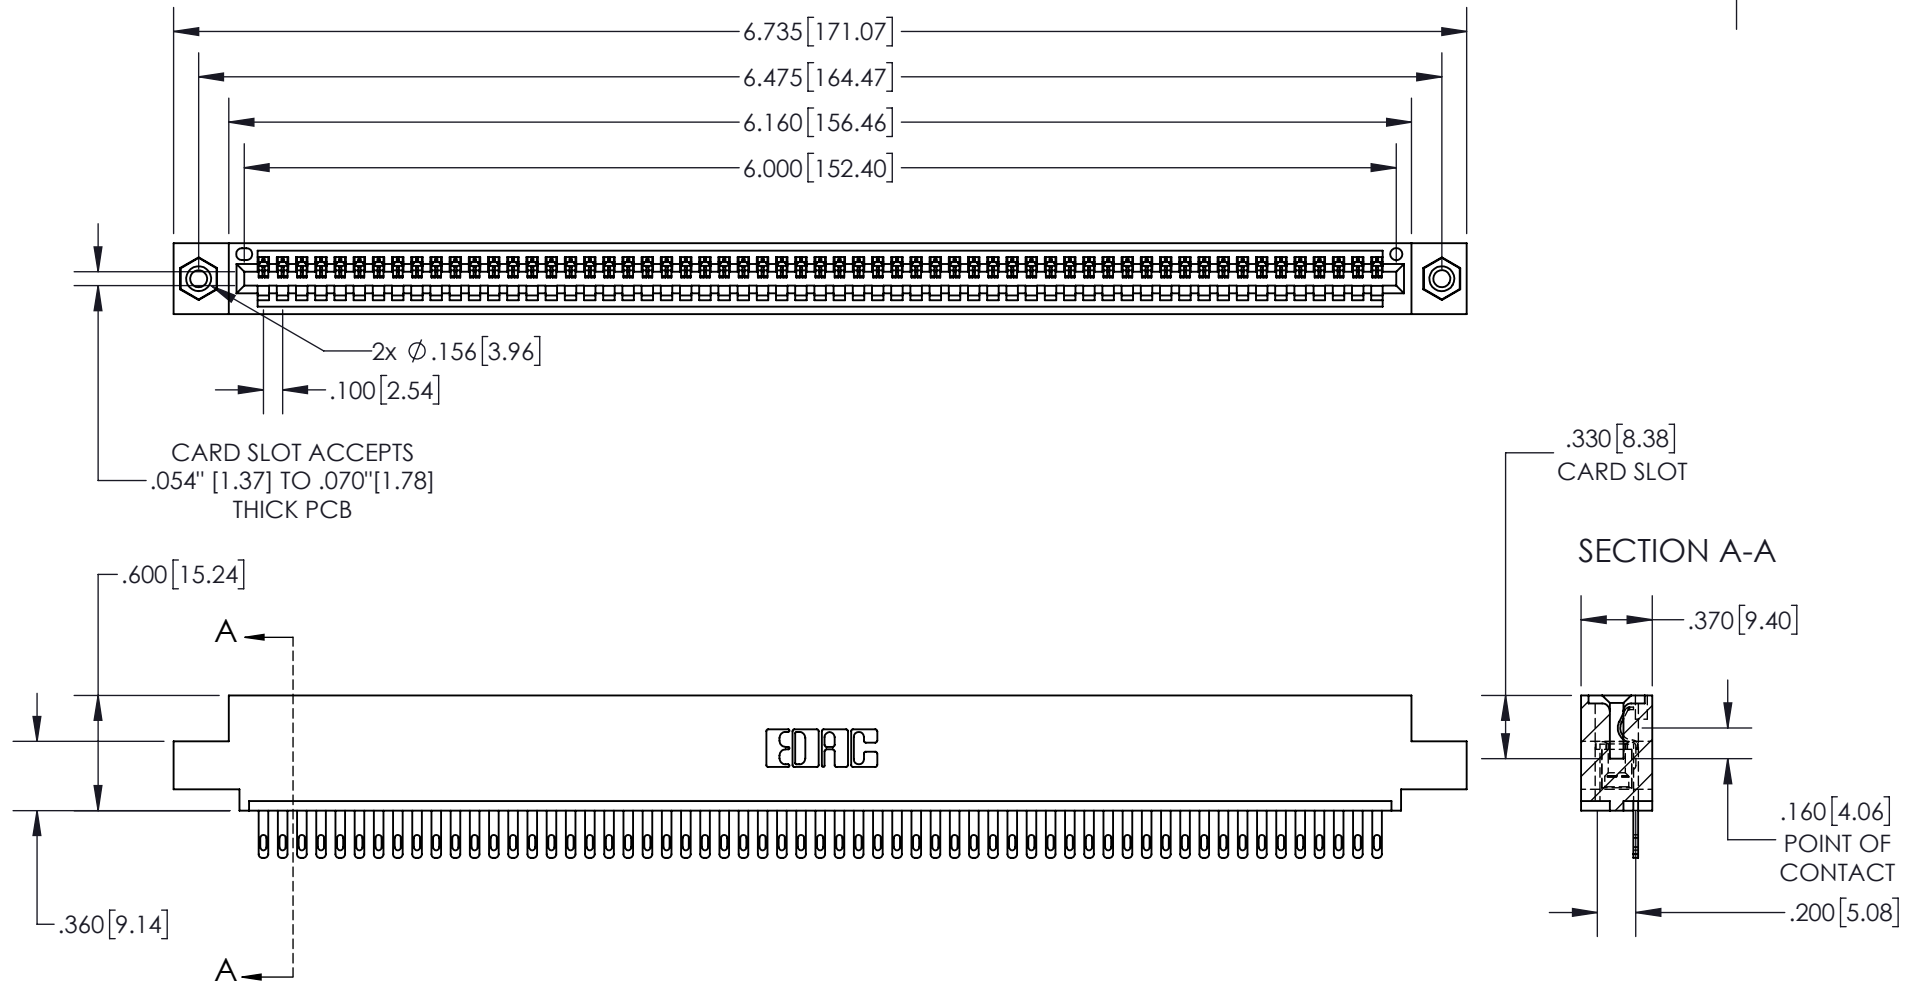 6.735[171.07]
6.475[164.47]
6.160[156.46]
6.000[152.40]
2x Ø.156[3.96]
.100[2.54]
CARD SLOT ACCEPTS
.054" [1.37] TO .070"[1.78]
THICK PCB
.330[8.38]
CARD SLOT
SECTION A-A
.600[15.24]
A
.370[9.40]
EDAC
.160[4.06]
POINT OF
CONTACT
.360[9.14]
.200[5.08]
A